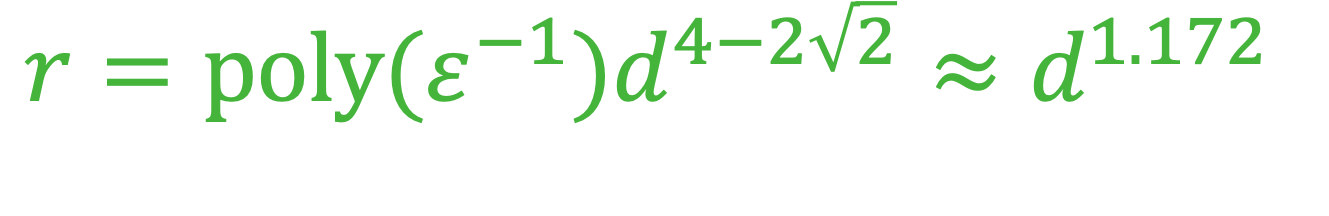 r = poly(ε⁻¹)d^{4−2√2} ≈ d^{1.172}